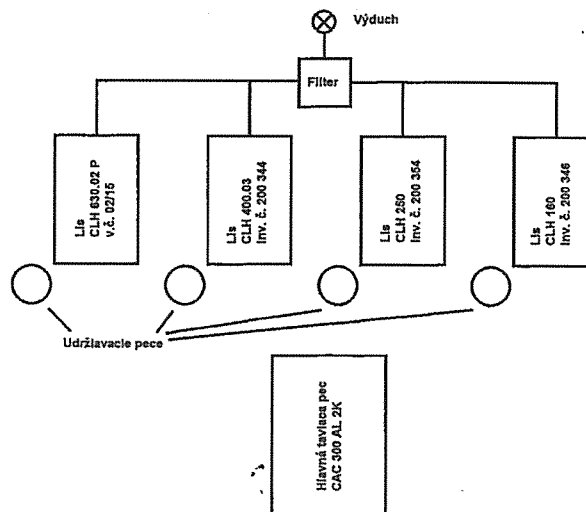 Výduch
Filter
Lis
CLH 630.02 P
v.č. 02/15
Lis
CLH 400.03
Inv. č. 200 344
Lis
CLH 250
Inv. č. 200 354
Lis
CLH 160
Inv. č. 200 346
Udržiavacie pece
Hlavná taviaca pec
CAC 300 AL 2K